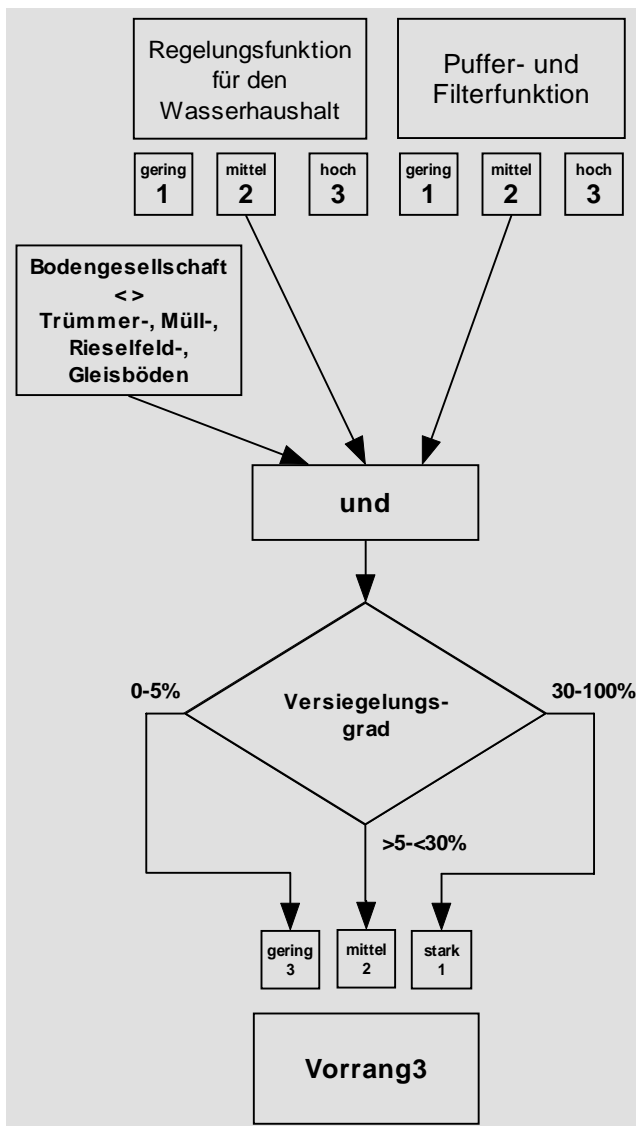 Regelungsfunktion
für den
Wasserhaushalt
Puffer- und
Filterfunktion
gering
1
mittel
2
hoch
3
gering
1
mittel
2
hoch
3
Bodengesellschaft
< >
Trümmer-, Müll-,
Rieselfeld-,
Gleisböden
und
0-5%
Versiegelungs-
grad
30-100%
>5-<30%
gering
3
mittel
2
stark
1
Vorrang3